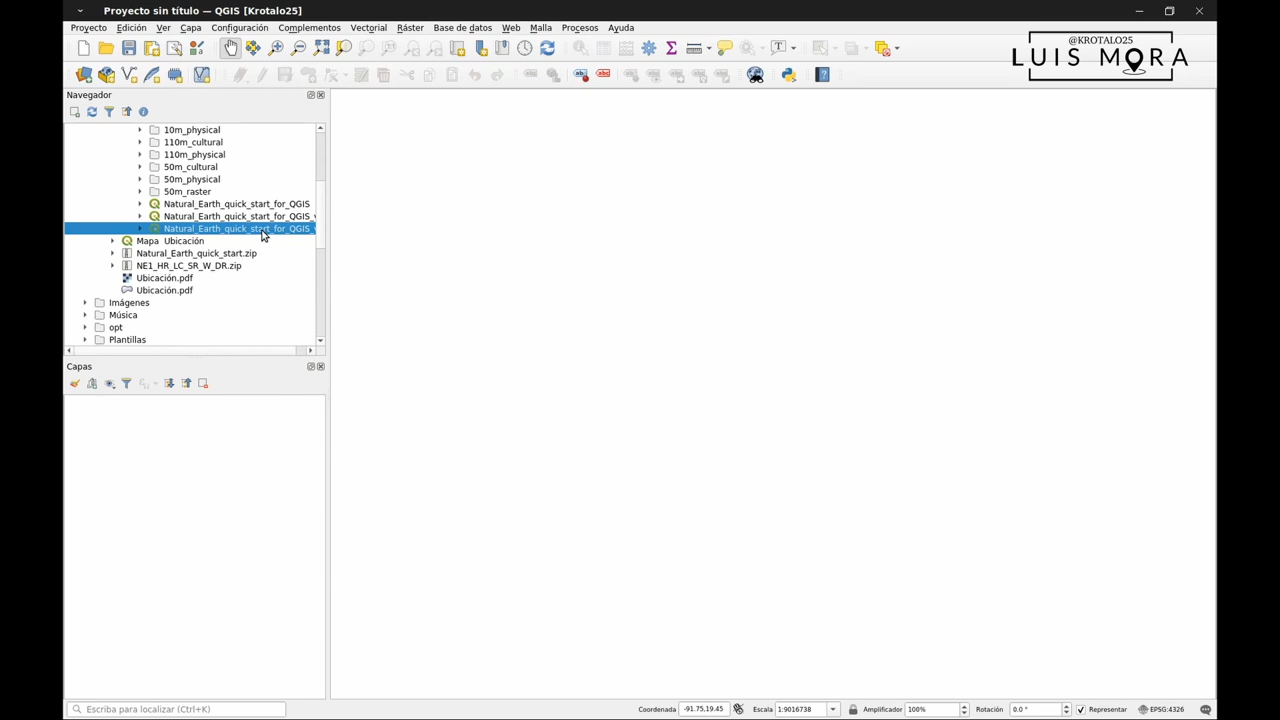 Proyecto sin título — QGIS [Krotalo25]
Proyecto Edición Ver Capa Configuración Complementos Vectorial Ráster Base de datos Web Malla Procesos Ayuda
@KROTALO25
LUIS MORA
Navegador
10m_physical
110m_cultural
110m_physical
50m_cultural
50m_physical
50m_raster
Natural_Earth_quick_start_for_QGIS
Natural_Earth_quick_start_for_QGIS_v
Natural_Earth_quick_start_for_QGIS_v
Mapa Ubicación
Natural_Earth_quick_start.zip
NE1_HR_LC_SR_W_DR.zip
Ubicación.pdf
Ubicación.pdf
Imágenes
Música
opt
Plantillas
Capas
Escriba para localizar (Ctrl+K) Coordenada -91.75,19.45 Escala 1:9016738 Amplificador 100% Rotación 0.0 ° Representar EPSG:4326